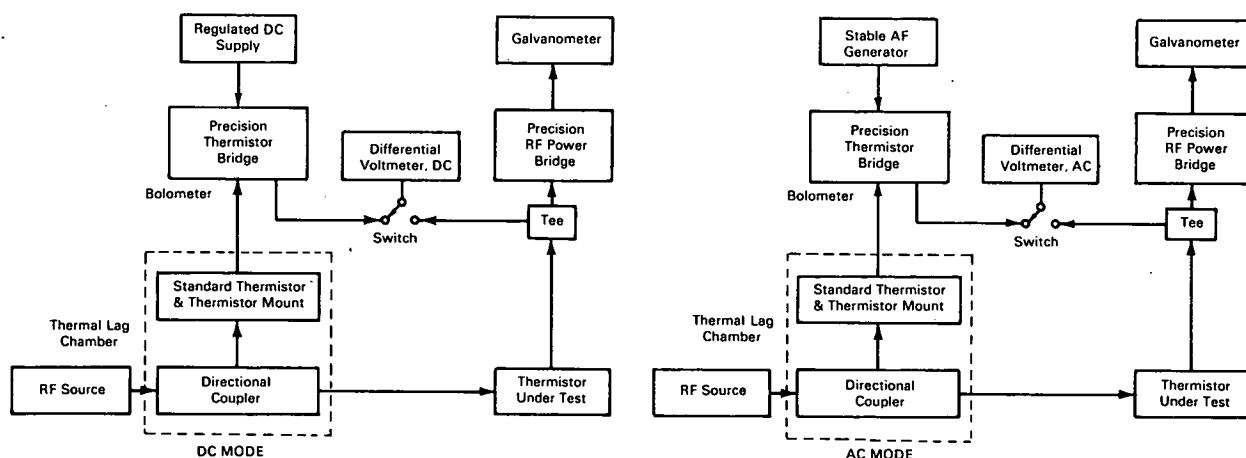 Regulated DC
Supply
Galvanometer
Precision
Thermistor
Bridge
Differential
Voltmeter, DC
Precision
RF Power
Bridge
Bolometer
Switch
Tee
Standard Thermistor
& Thermistor Mount
Thermal Lag
Chamber
RF Source
Directional
Coupler
Thermistor
Under Test
DC MODE
Stable AF
Generator
Galvanometer
Precision
Thermistor
Bridge
Differential
Voltmeter, AC
Precision
RF Power
Bridge
Bolometer
Switch
Tee
Standard Thermistor
& Thermistor Mount
Thermal Lag
Chamber
RF Source
Directional
Coupler
Thermistor
Under Test
AC MODE